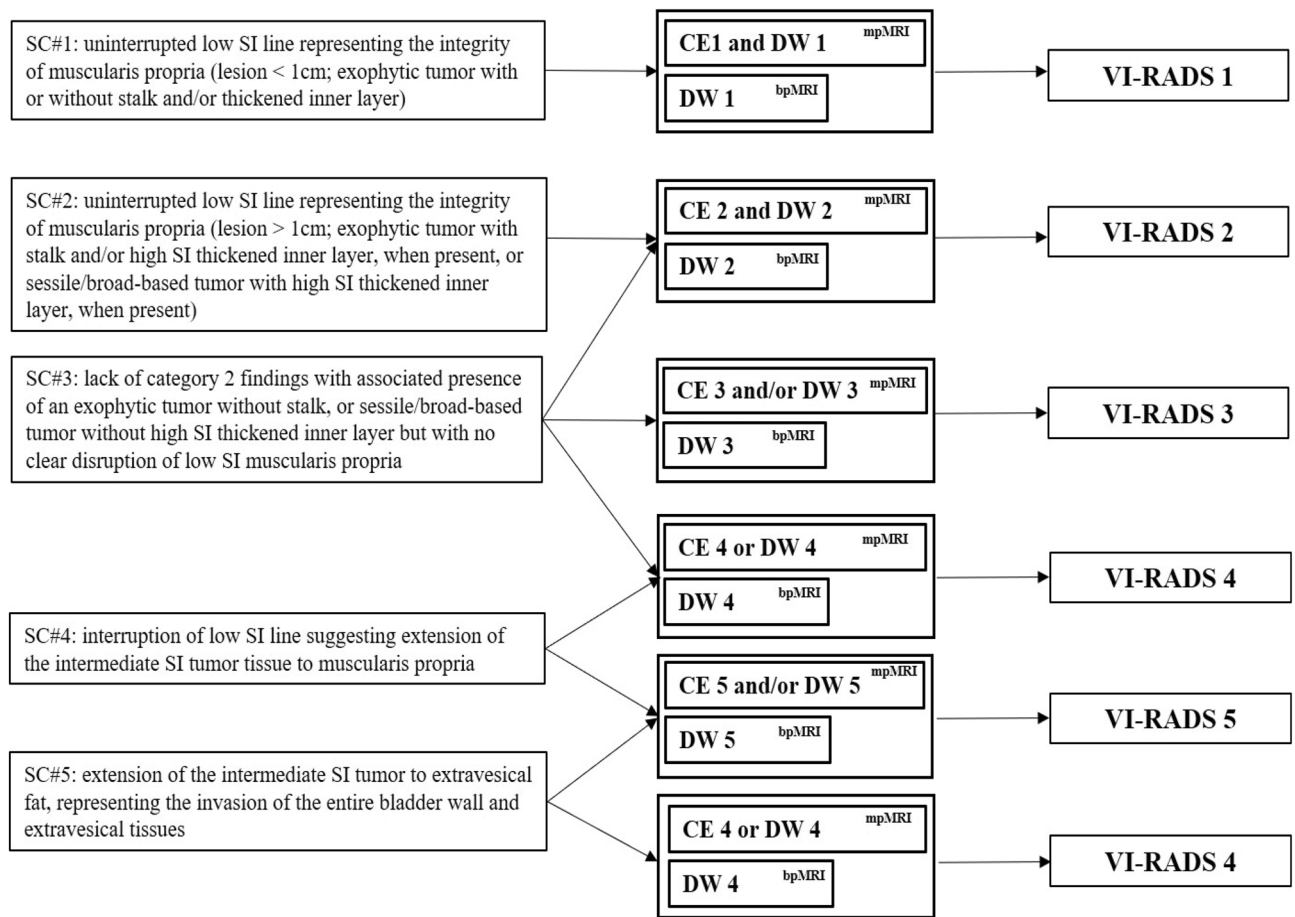 SC#1: uninterrupted low SI line representing the integrity
of muscularis propria (lesion < 1cm; exophytic tumor with
or without stalk and/or thickened inner layer)
CE1 and DW 1 mpMRI
DW 1 bpMRI
VI-RADS 1
SC#2: uninterrupted low SI line representing the integrity
of muscularis propria (lesion > 1cm; exophytic tumor with
stalk and/or high SI thickened inner layer, when present, or
sessile/broad-based tumor with high SI thickened inner
layer, when present)
CE 2 and DW 2 mpMRI
DW 2 bpMRI
VI-RADS 2
SC#3: lack of category 2 findings with associated presence
of an exophytic tumor without stalk, or sessile/broad-based
tumor without high SI thickened inner layer but with no
clear disruption of low SI muscularis propria
CE 3 and/or DW 3 mpMRI
DW 3 bpMRI
VI-RADS 3
CE 4 or DW 4 mpMRI
DW 4 bpMRI
VI-RADS 4
SC#4: interruption of low SI line suggesting extension of
the intermediate SI tumor tissue to muscularis propria
CE 5 and/or DW 5 mpMRI
DW 5 bpMRI
VI-RADS 5
SC#5: extension of the intermediate SI tumor to extravesical
fat, representing the invasion of the entire bladder wall and
extravesical tissues
CE 4 or DW 4 mpMRI
DW 4 bpMRI
VI-RADS 4